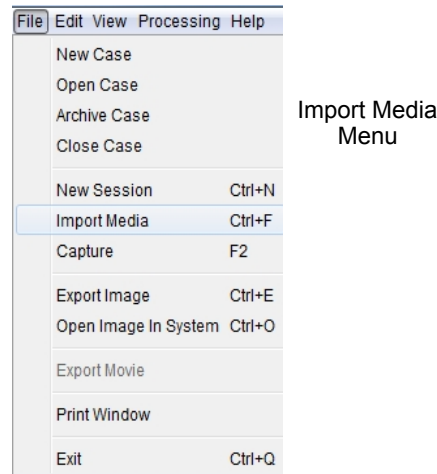 File Edit View Processing Help
New Case
Open Case
Archive Case
Close Case
New Session Ctrl+N
Import Media Ctrl+F
Capture F2
Export Image Ctrl+E
Open Image In System Ctrl+O
Export Movie
Print Window
Exit Ctrl+Q
Import Media
Menu